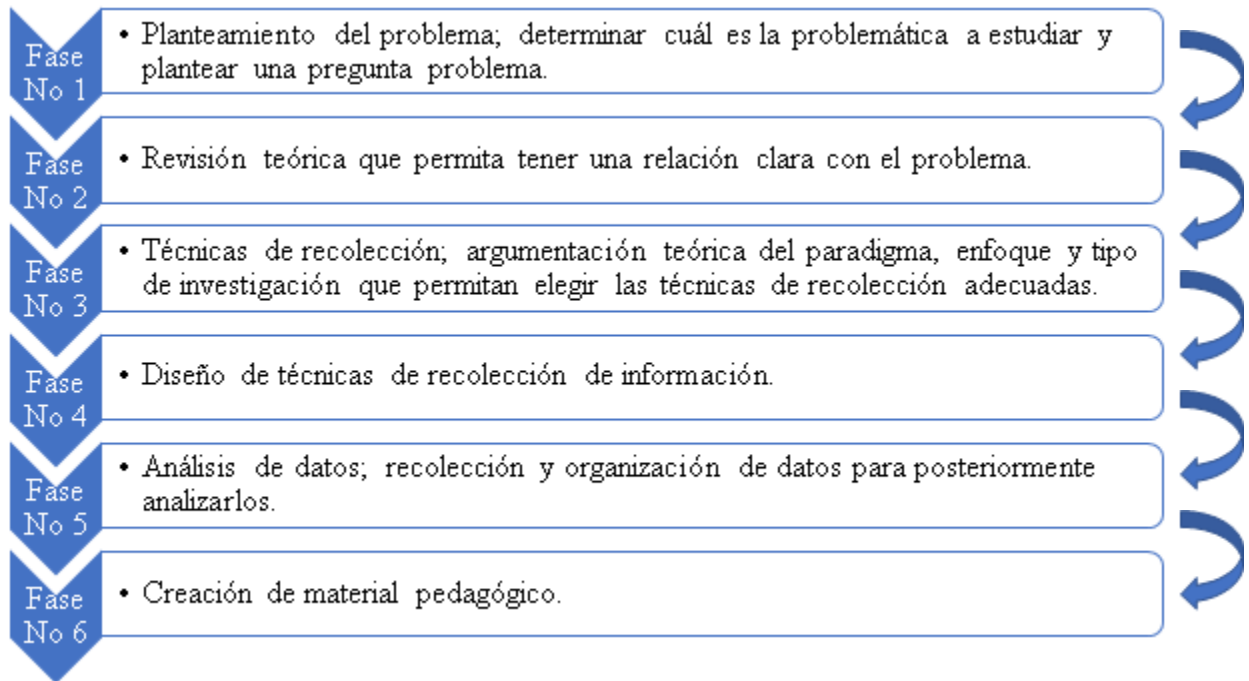 Fase
No 1
• Planteamiento del problema; determinar cuál es la problemática a estudiar y
plantear una pregunta problema.
Fase
No 2
• Revisión teórica que permita tener una relación clara con el problema.
Fase
No 3
• Técnicas de recolección; argumentación teórica del paradigma, enfoque y tipo
de investigación que permitan elegir las técnicas de recolección adecuadas.
Fase
No 4
• Diseño de técnicas de recolección de información.
Fase
No 5
• Análisis de datos; recolección y organización de datos para posteriormente
analizarlos.
Fase
No 6
• Creación de material pedagógico.